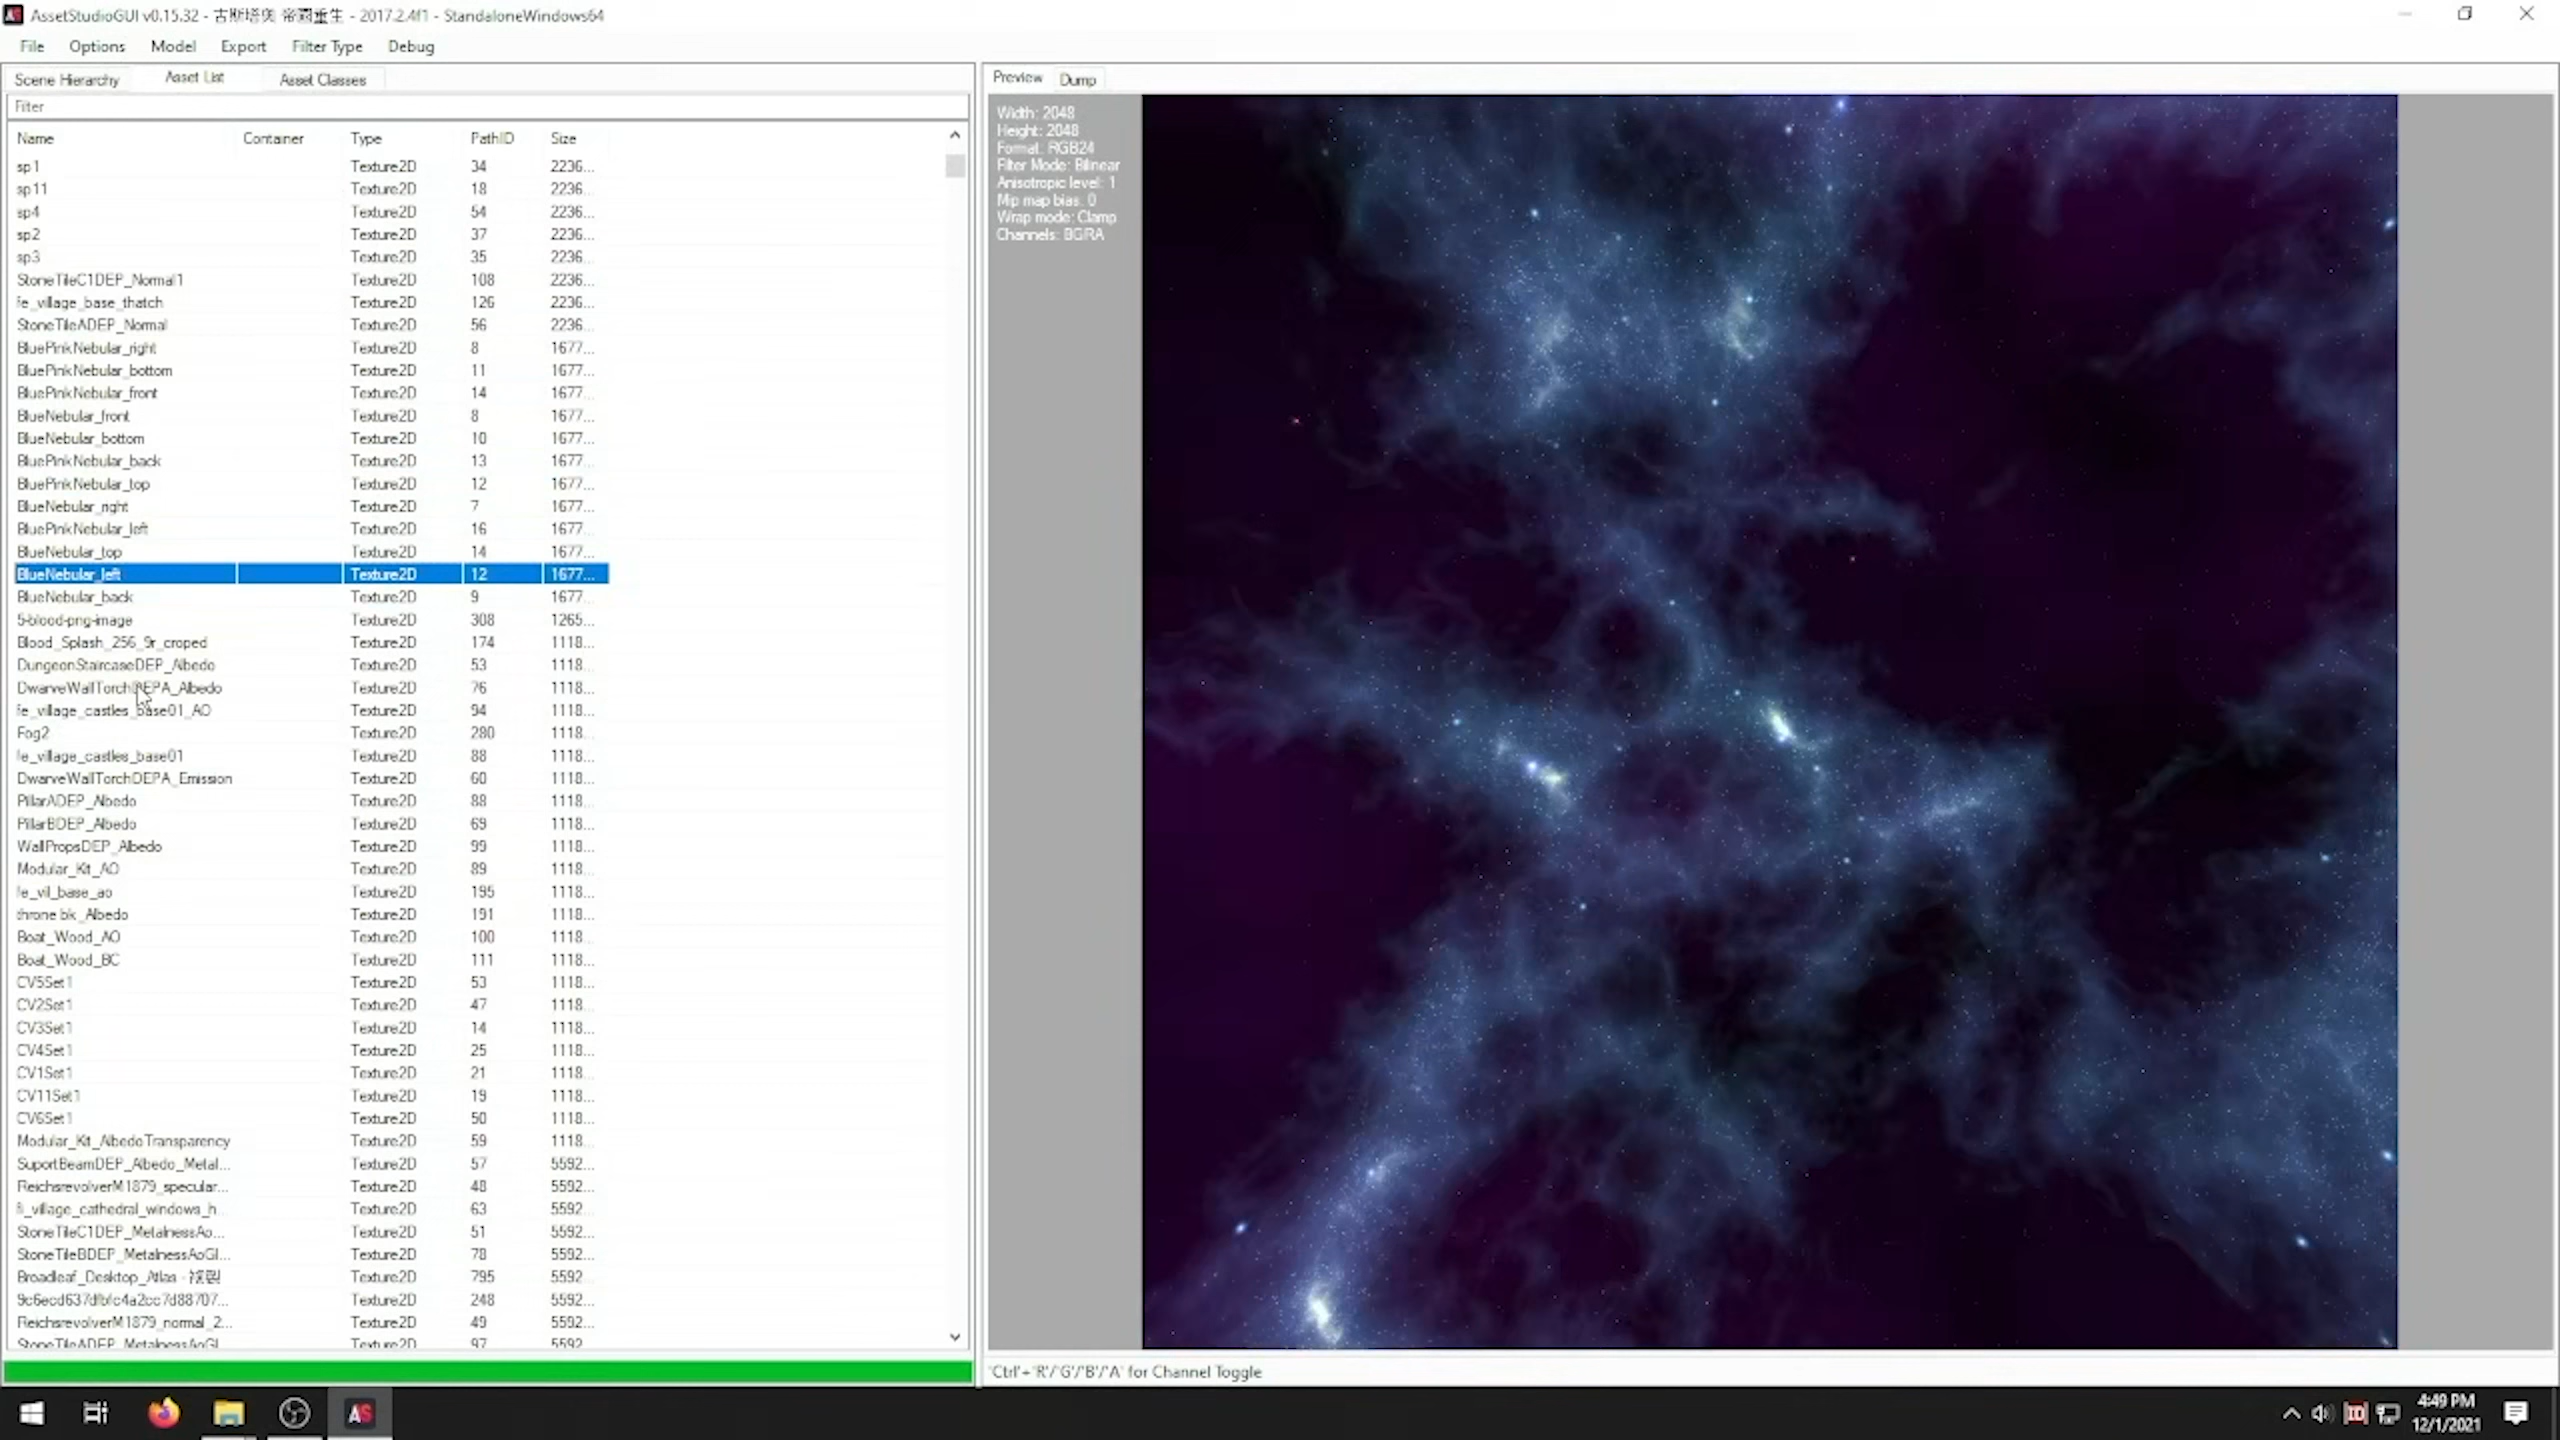 AssetStudioGUI v0.15.32 - 古斯塔奧 帝國重生 - 2017.2.4f1 - StandaloneWindows64
File Options Model Export Filter Type Debug
Scene Hierarchy Asset List Asset Classes
Filter
Name Container Type PathID Size
sp1 Texture2D 34 2236...
sp11 Texture2D 18 2236...
sp4 Texture2D 54 2236...
sp2 Texture2D 37 2236...
sp3 Texture2D 35 2236...
StoneTileC1DEP_Normal1 Texture2D 108 2236...
fe_village_base_thatch Texture2D 126 2236...
StoneTileADEP_Normal Texture2D 56 2236...
BluePinkNebular_right Texture2D 8 1677...
BluePinkNebular_bottom Texture2D 11 1677...
BluePinkNebular_front Texture2D 14 1677...
BlueNebular_front Texture2D 8 1677...
BlueNebular_bottom Texture2D 10 1677...
BluePinkNebular_back Texture2D 13 1677...
BluePinkNebular_top Texture2D 12 1677...
BlueNebular_right Texture2D 7 1677...
BluePinkNebular_left Texture2D 16 1677...
BlueNebular_top Texture2D 14 1677...
BlueNebular_left Texture2D 12 1677...
BlueNebular_back Texture2D 9 1677...
5-blood-png-image Texture2D 308 1265...
Blood_Splash_256_9r_croped Texture2D 174 1118...
DungeonStaircaseDEP_Albedo Texture2D 53 1118...
DwarveWallTorchDEPA_Albedo Texture2D 76 1118...
fe_village_castles_base01_AO Texture2D 94 1118...
Fog2 Texture2D 280 1118...
fe_village_castles_base01 Texture2D 88 1118...
DwarveWallTorchDEPA_Emission Texture2D 60 1118...
PillarADEP_Albedo Texture2D 88 1118...
PillarBDEP_Albedo Texture2D 69 1118...
WallPropsDEP_Albedo Texture2D 99 1118...
Modular_Kit_AO Texture2D 89 1118...
fe_vil_base_ao Texture2D 195 1118...
throne bk_Albedo Texture2D 191 1118...
Boat_Wood_AO Texture2D 100 1118...
Boat_Wood_BC Texture2D 111 1118...
CV5Set1 Texture2D 53 1118...
CV2Set1 Texture2D 47 1118...
CV3Set1 Texture2D 14 1118...
CV4Set1 Texture2D 25 1118...
CV1Set1 Texture2D 21 1118...
CV11Set1 Texture2D 19 1118...
CV6Set1 Texture2D 50 1118...
Modular_Kit_AlbedoTransparency Texture2D 59 1118...
SuportBeamDEP_Albedo_Metal... Texture2D 57 5592...
ReichsrevolverM1879_specular... Texture2D 48 5592...
fi_village_cathedral_windows_h... Texture2D 63 5592...
StoneTileC1DEP_MetalnessAo... Texture2D 51 5592...
StoneTileBDEP_MetalnessAoGl... Texture2D 78 5592...
Broadleaf_Desktop_Atlas - 複製 Texture2D 795 5592...
Texture2D 248 5592...
ReichsrevolverM1879_normal_2... Texture2D 49 5592...
StoneTileADEP_MetalnessAoGl Texture2D 97 5592
Preview Dump
Width: 2048
Height: 2048
Format: RGB24
Filter Mode: Bilinear
Anisotropic level: 1
Mip map bias: 0
Wrap mode: Clamp
Channels: BGRA
'Ctrl'+'R'/'G'/'B'/'A' for Channel Toggle
AS
4:49 PM
12/1/2021